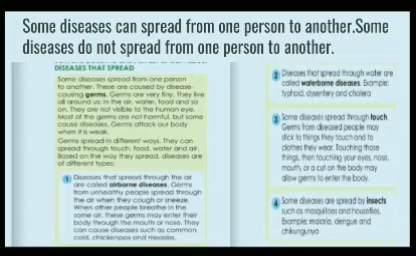 Some diseases can spread from one person to another.Some
diseases do not spread from one person to another.
DISEASES THAT SPREAD
Some diseases spread from one person
to another. These are caused by disease-
causing germs. Germs are very tiny. They live
all around us; in the air, water, food and so
on. They are not visible to the human eye.
Most of the germs are not harmful, but some
cause diseases. Germs attack our body
when it is weak.
Germs spread in different ways. They can
spread through touch, food, water and air.
Based on the way they spread, diseases are
of different types:
1 Diseases that spread through the air
are called airborne diseases. Germs
from unhealthy people spread through
the air when they cough or sneeze.
When other people breathe in the
same air, these germs may enter their
body through the mouth or nose. They
can cause diseases such as common
cold, chickenpox and measles.
2 Diseases that spread through water are
called waterborne diseases. Example:
typhoid, dysentery and cholera
3 Some diseases spread through touch.
Germs from diseased people may
stick to things they touch and to
clothes they wear. Touching those
things, then touching your eyes, nose,
mouth, or a cut on the body may
allow germs to enter the body.
4 Some diseases are spread by insects
such as mosquitoes and houseflies.
Example: malaria, dengue and
chikungunya